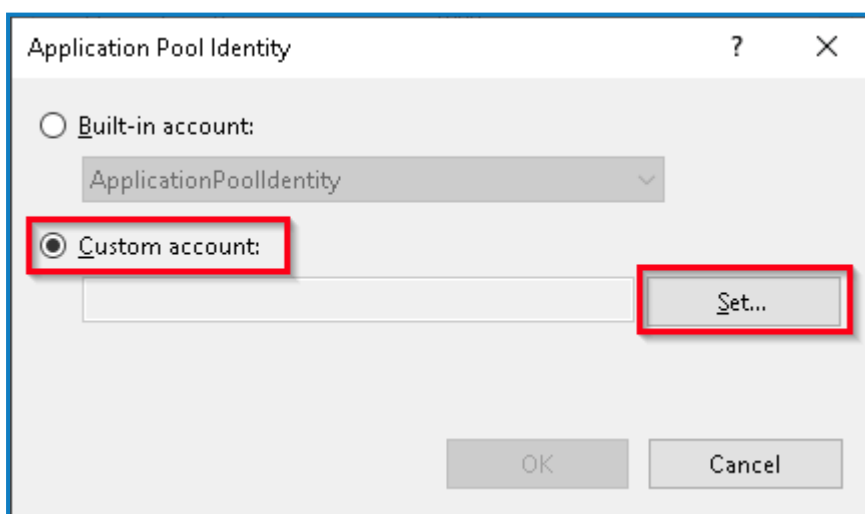 Application Pool Identity ? ×
Built-in account:
ApplicationPoolIdentity
Custom account:
Set...
OK Cancel